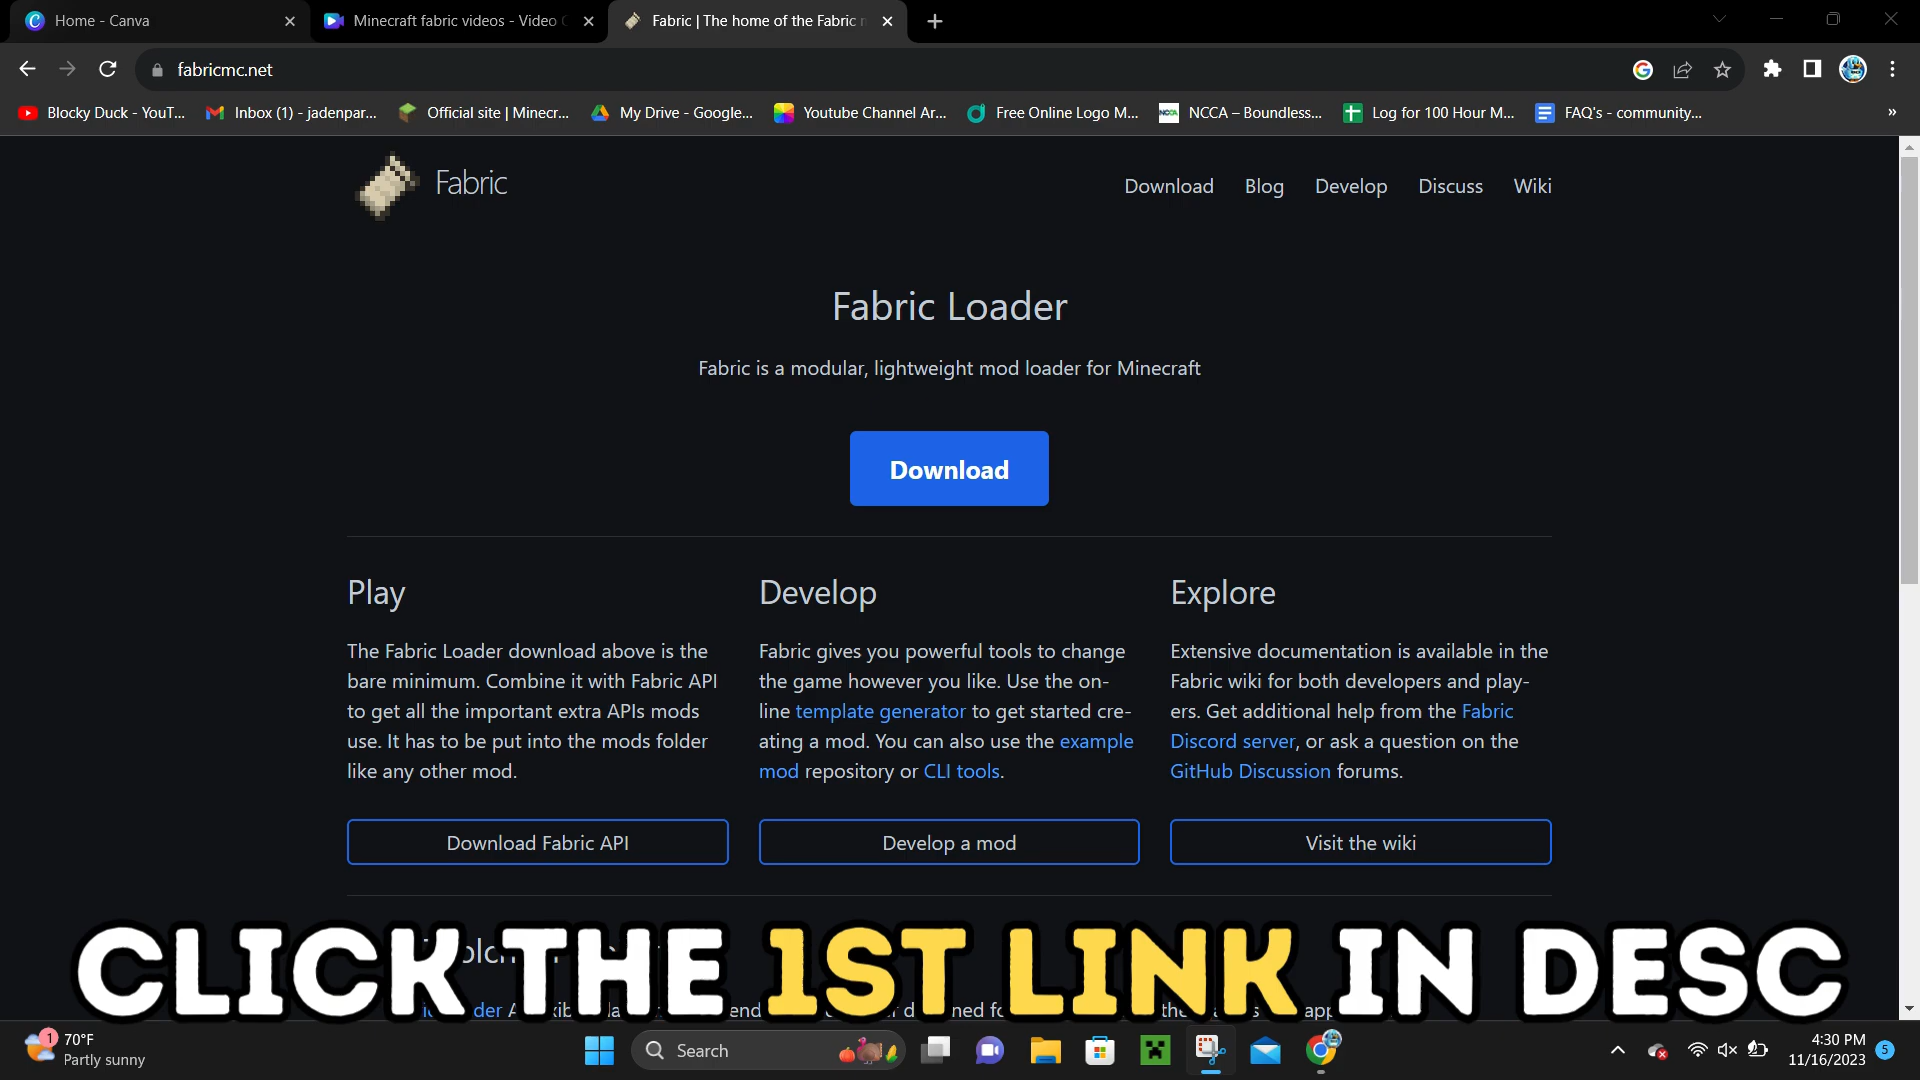 Home - Canva
Minecraft fabric videos - Video
Fabric | The home of the Fabric
fabricmc.net
Blocky Duck - YouT...
Inbox (1) - jadenpar...
Official site | Minecr...
My Drive - Google...
Youtube Channel Ar...
Free Online Logo M...
NCCA – Boundless...
Log for 100 Hour M...
FAQ's - community...
»
Fabric
Download
Blog
Develop
Discuss
Wiki
Fabric Loader
Fabric is a modular, lightweight mod loader for Minecraft
Download
Play
The Fabric Loader download above is the
bare minimum. Combine it with Fabric API
to get all the important extra APIs mods
use. It has to be put into the mods folder
like any other mod.
Download Fabric API
Develop
Fabric gives you powerful tools to change
the game however you like. Use the on-
line template generator to get started cre-
ating a mod. You can also use the example
mod repository or CLI tools.
Develop a mod
Explore
Extensive documentation is available in the
Fabric wiki for both developers and play-
ers. Get additional help from the Fabric
Discord server, or ask a question on the
GitHub Discussion forums.
Visit the wiki
CLICK THE 1ST LINK IN DESC
1
70°F
Partly sunny
Search
4:30 PM
11/16/2023
5